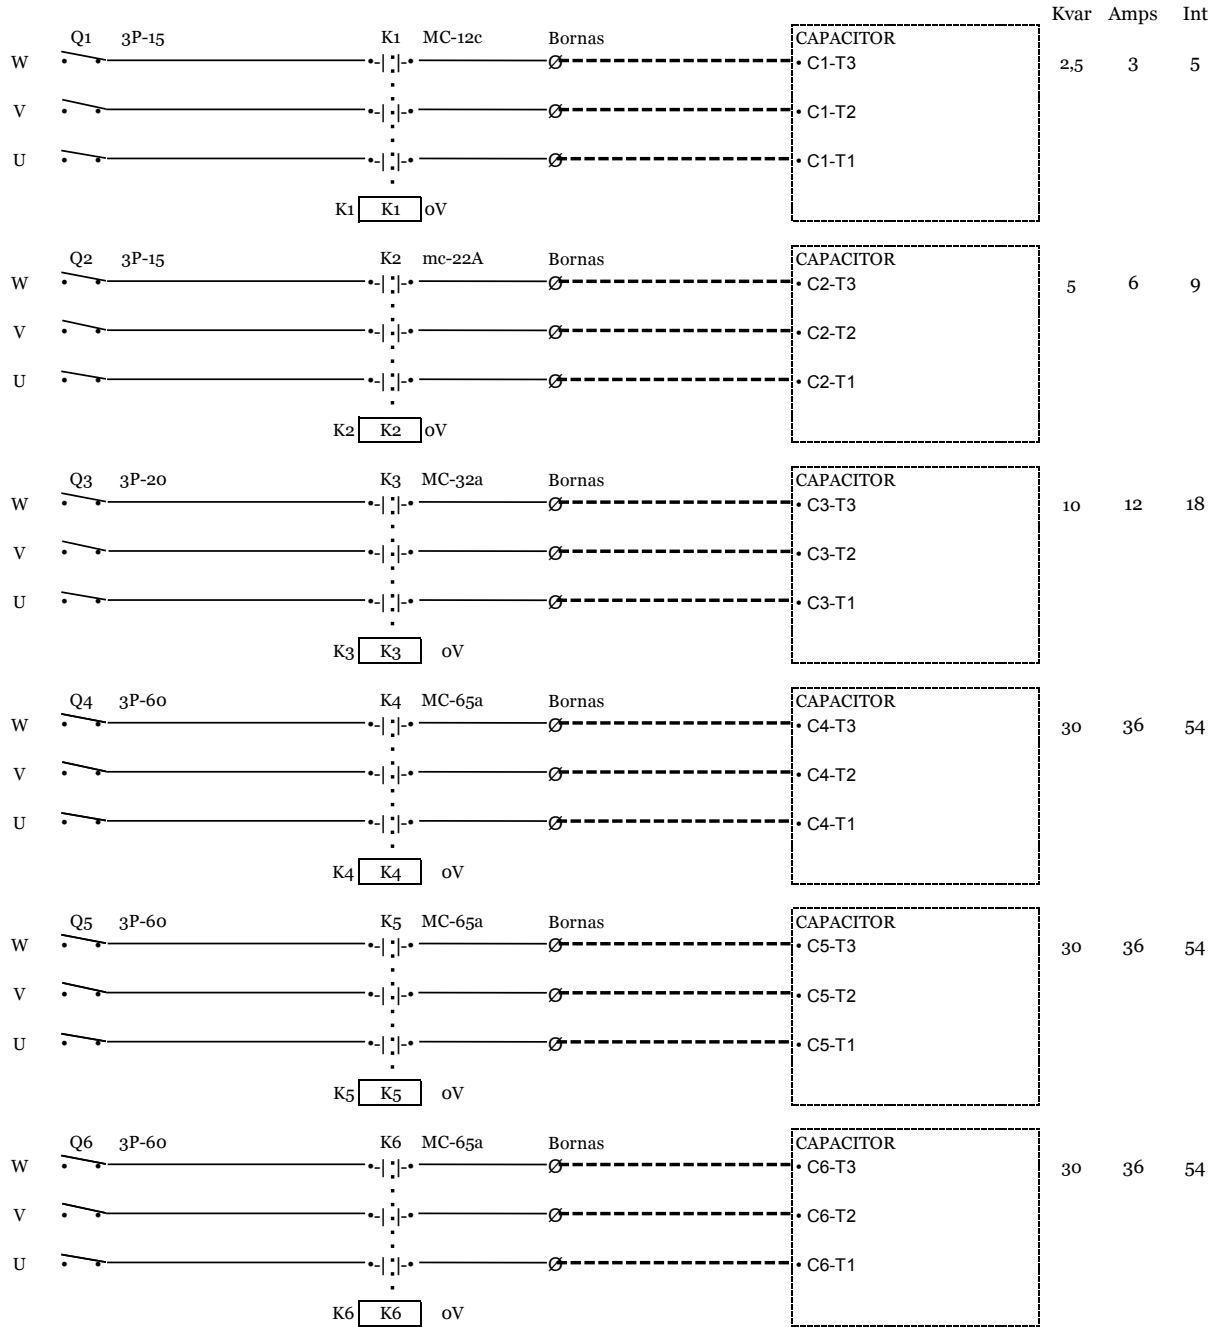 Kvar Amps Int
Q1 3P-15 K1 MC-12c Bornas CAPACITOR
W -| |- Ø C1-T3 2,5 3 5
V -| |- Ø C1-T2
U -| |- Ø C1-T1
K1 K1 0V
Q2 3P-15 K2 mc-22A Bornas CAPACITOR
W -| |- Ø C2-T3 5 6 9
V -| |- Ø C2-T2
U -| |- Ø C2-T1
K2 K2 0V
Q3 3P-20 K3 MC-32a Bornas CAPACITOR
W -| |- Ø C3-T3 10 12 18
V -| |- Ø C3-T2
U -| |- Ø C3-T1
K3 K3 0V
Q4 3P-60 K4 MC-65a Bornas CAPACITOR
W -| |- Ø C4-T3 30 36 54
V -| |- Ø C4-T2
U -| |- Ø C4-T1
K4 K4 0V
Q5 3P-60 K5 MC-65a Bornas CAPACITOR
W -| |- Ø C5-T3 30 36 54
V -| |- Ø C5-T2
U -| |- Ø C5-T1
K5 K5 0V
Q6 3P-60 K6 MC-65a Bornas CAPACITOR
W -| |- Ø C6-T3 30 36 54
V -| |- Ø C6-T2
U -| |- Ø C6-T1
K6 K6 0V